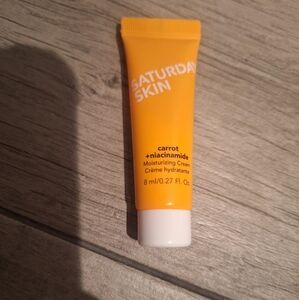 SATURDAY
SKIN
carrot
+niacinamide
Moisturizing Cream
Crème hydratante
8 ml/0.27 Fl. Oz.